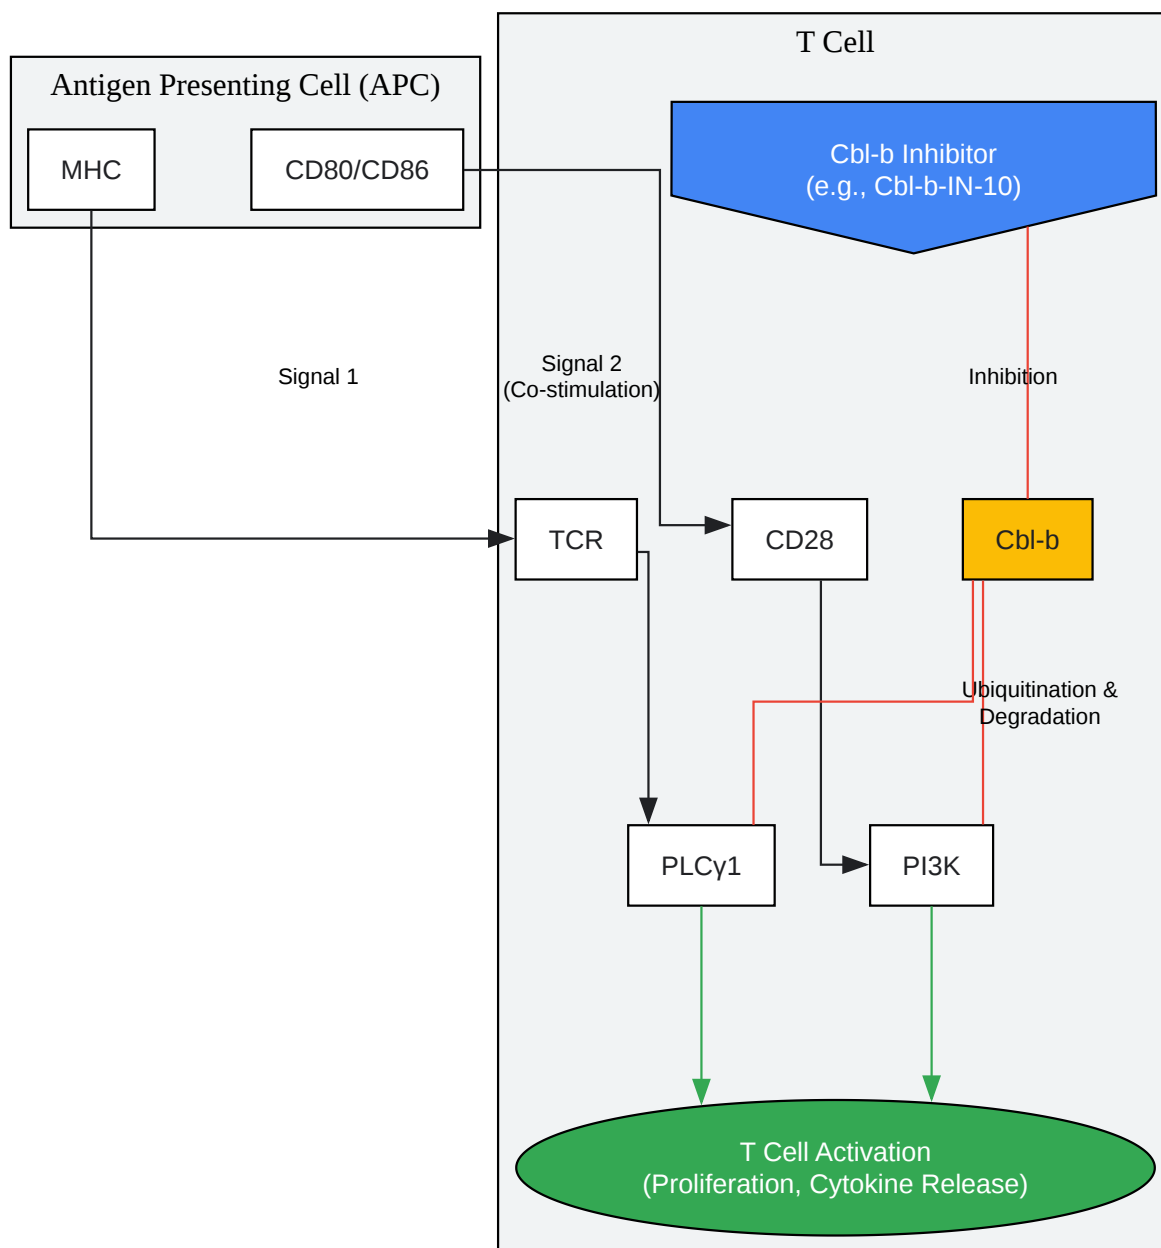 T Cell
Antigen Presenting Cell (APC)
MHC
CD80/CD86
Cbl-b Inhibitor
(e.g., Cbl-b-IN-10)
Signal 1
Signal 2
(Co-stimulation)
Inhibition
TCR
CD28
Cbl-b
Ubiquitination &
Degradation
PLCγ1
PI3K
T Cell Activation
(Proliferation, Cytokine Release)